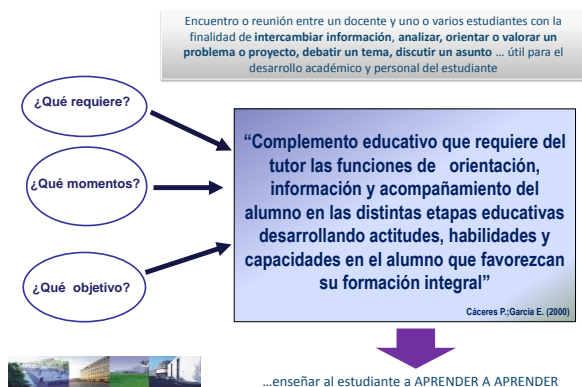 Encuentro o reunión entre un docente y uno o varios estudiantes con la
finalidad de intercambiar información, analizar, orientar o valorar un
problema o proyecto, debatir un tema, discutir un asunto … útil para el
desarrollo académico y personal del estudiante
¿Qué requiere?
¿Qué momentos?
¿Qué objetivo?
“Complemento educativo que requiere del
tutor las funciones de orientación,
información y acompañamiento del
alumno en las distintas etapas educativas
desarrollando actitudes, habilidades y
capacidades en el alumno que favorezcan
su formación integral”
Cáceres P.;Garcia E. (2000)
…enseñar al estudiante a APRENDER A APRENDER